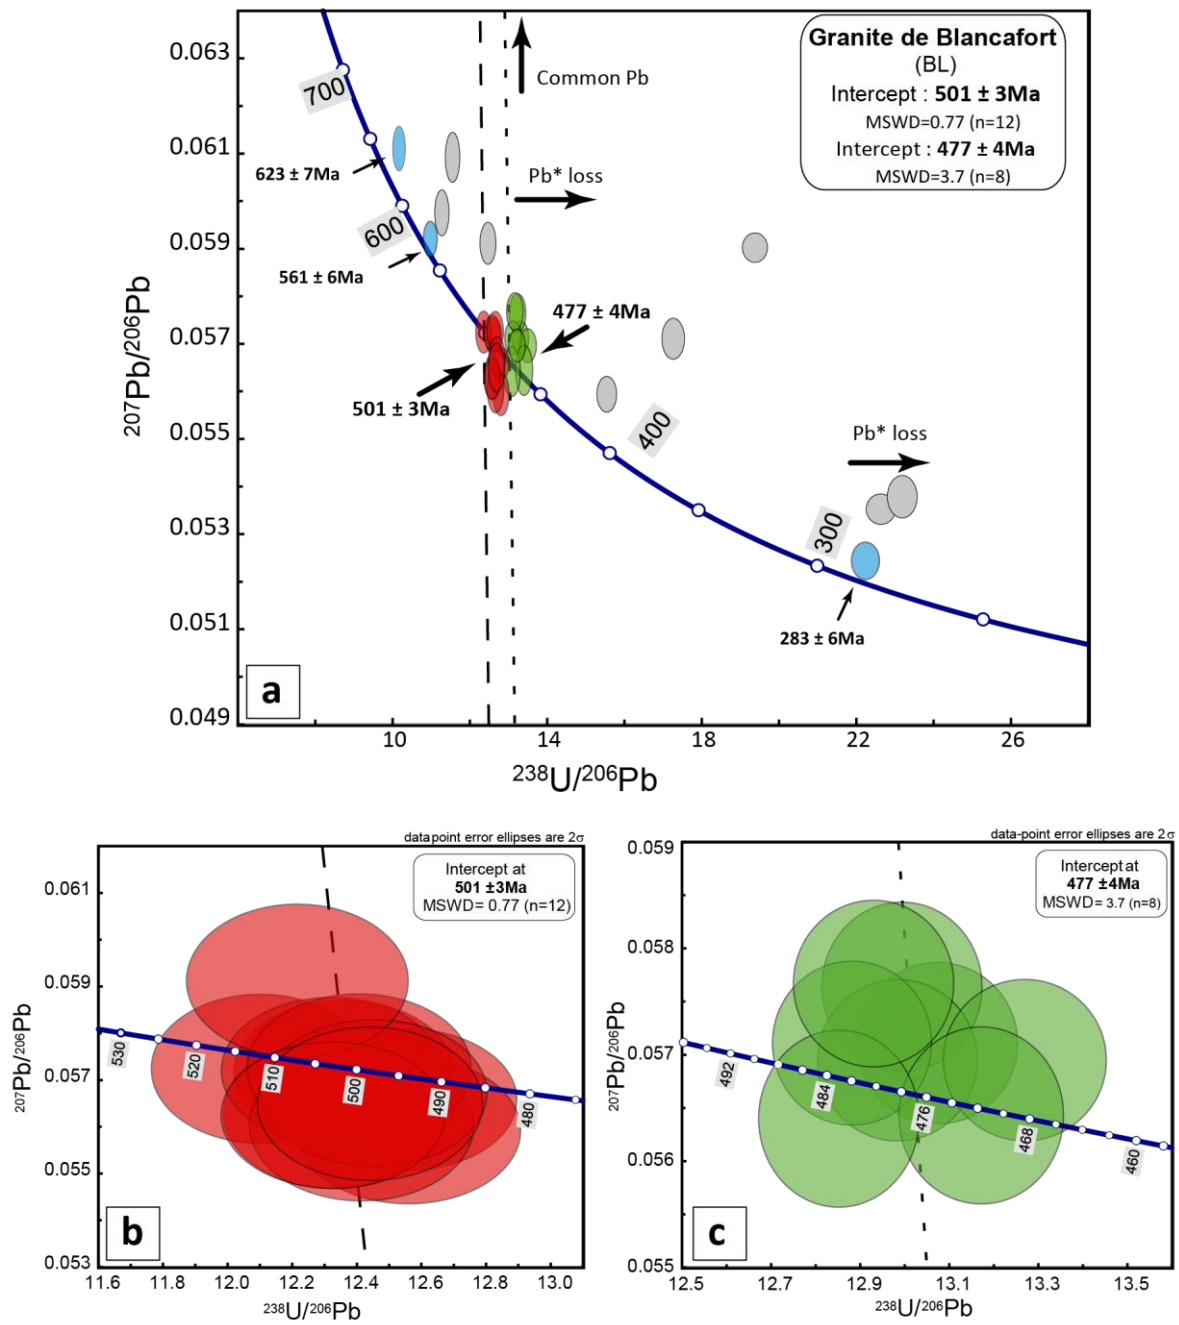 Granite de Blancafort
(BL)
Intercept : 501 ± 3Ma
MSWD=0.77 (n=12)
Intercept : 477 ± 4Ma
MSWD=3.7 (n=8)
Common Pb
Pb* loss
Pb* loss
700
600
400
300
623 ± 7Ma
561 ± 6Ma
501 ± 3Ma
477 ± 4Ma
283 ± 6Ma
0.063
0.061
0.059
0.057
0.055
0.053
0.051
0.049
207Pb/206Pb
a
10 14 18 22 26
238U/206Pb
data point error ellipses are 2σ
Intercept at
501 ±3Ma
MSWD= 0.77 (n=12)
0.061
0.059
0.057
0.055
0.053
207Pb/206Pb
530 520 510 500 490 480
b
11.6 11.8 12.0 12.2 12.4 12.6 12.8 13.0
238U/206Pb
data-point error ellipses are 2σ
Intercept at
477 ±4Ma
MSWD= 3.7 (n=8)
0.059
0.058
0.057
0.056
0.055
207Pb/206Pb
492 484 476 468 460
c
12.5 12.7 12.9 13.1 13.3 13.5
238U/206Pb